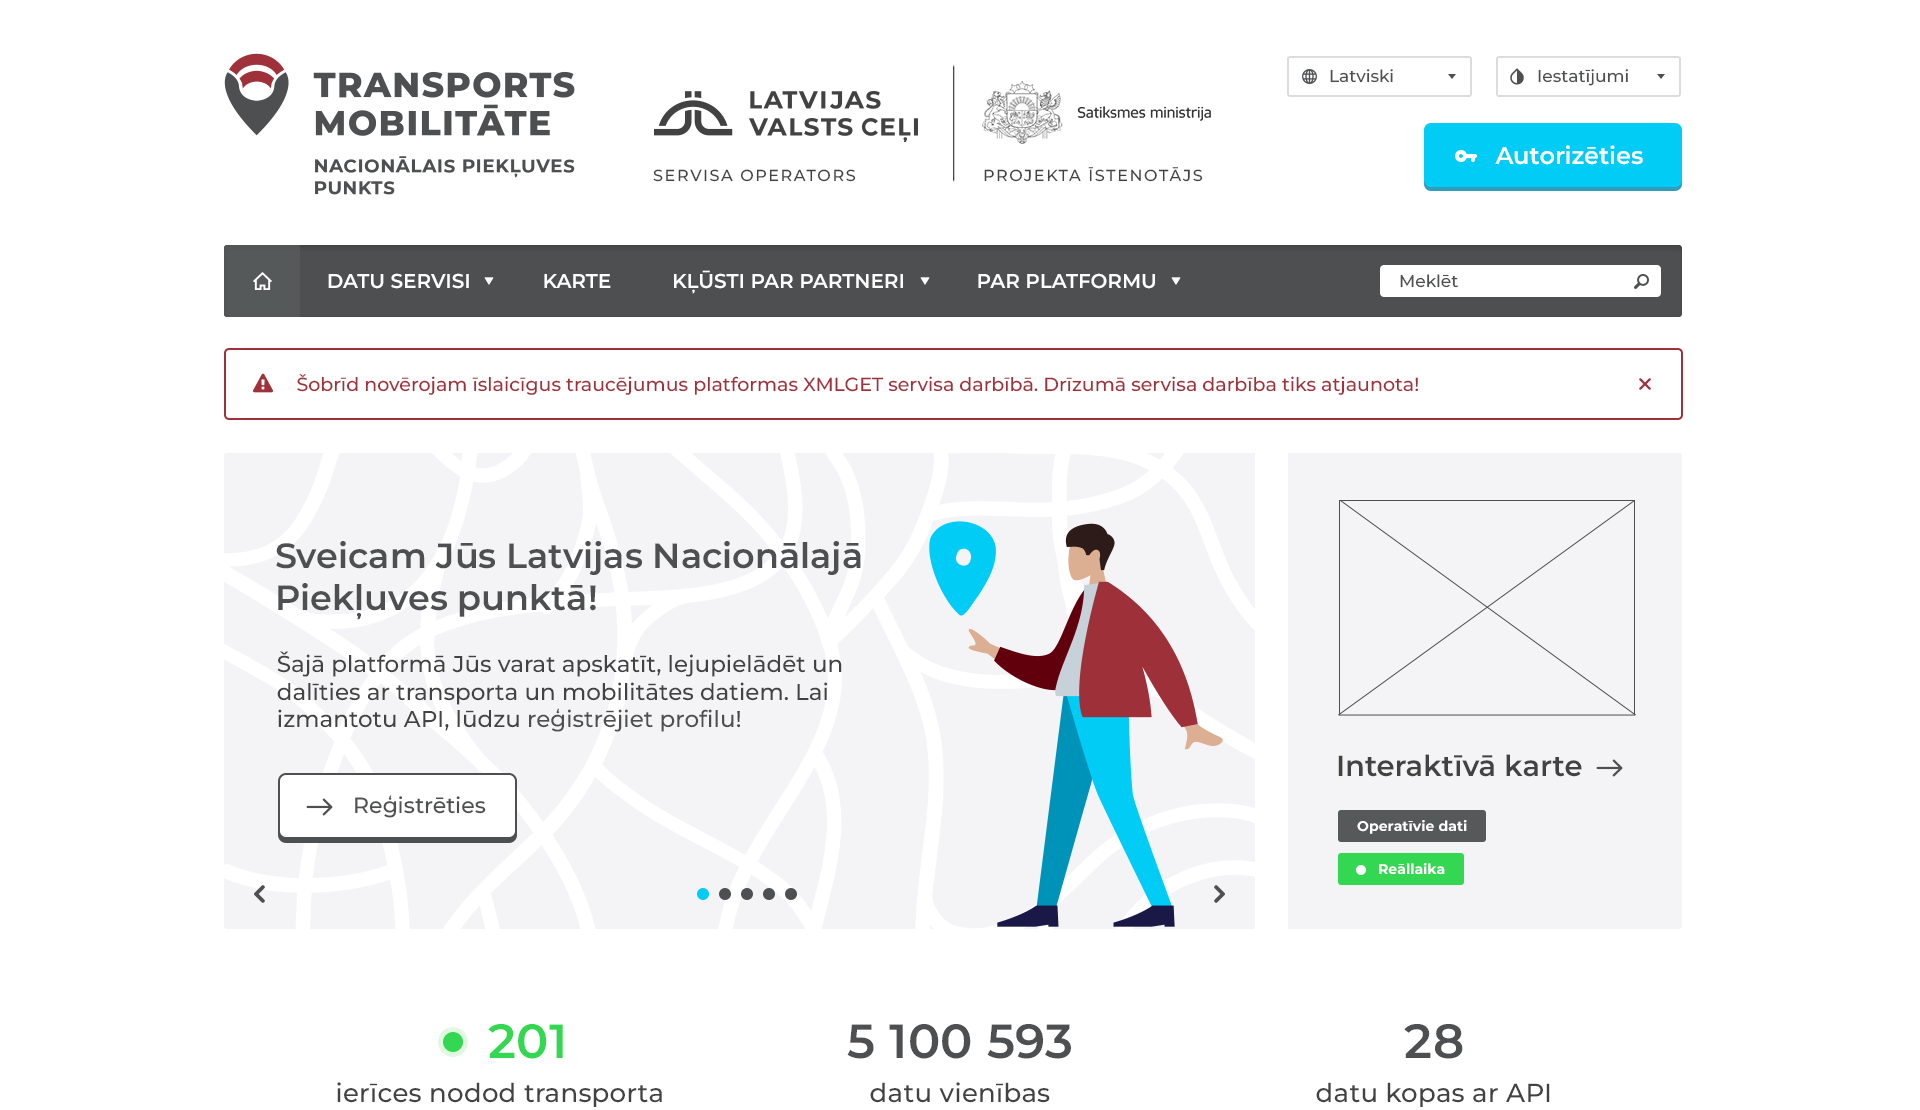 TRANSPORTS
MOBILITĀTE
NACIONĀLAIS PIEKĻUVES
PUNKTS
LATVIJAS
VALSTS CEĻI
SERVISA OPERATORS
Satiksmes ministrija
PROJEKTA ĪSTENOTĀJS
Latviski
Iestatījumi
Autorizēties
DATU SERVISI
KARTE
KĻŪSTI PAR PARTNERI
PAR PLATFORMU
Meklēt
Šobrīd novērojam īslaicīgus traucējumus platformas XMLGET servisa darbībā. Drīzumā servisa darbība tiks atjaunota!
Sveicam Jūs Latvijas Nacionālajā
Piekļuves punktā!
Šajā platformā Jūs varat apskatīt, lejupielādēt un
dalīties ar transporta un mobilitātes datiem. Lai
izmantotu API, lūdzu reģistrējiet profilu!
Reģistrēties
Interaktīvā karte
Operatīvie dati
Reāllaika
201
ierīces nodod transporta
5 100 593
datu vienības
28
datu kopas ar API